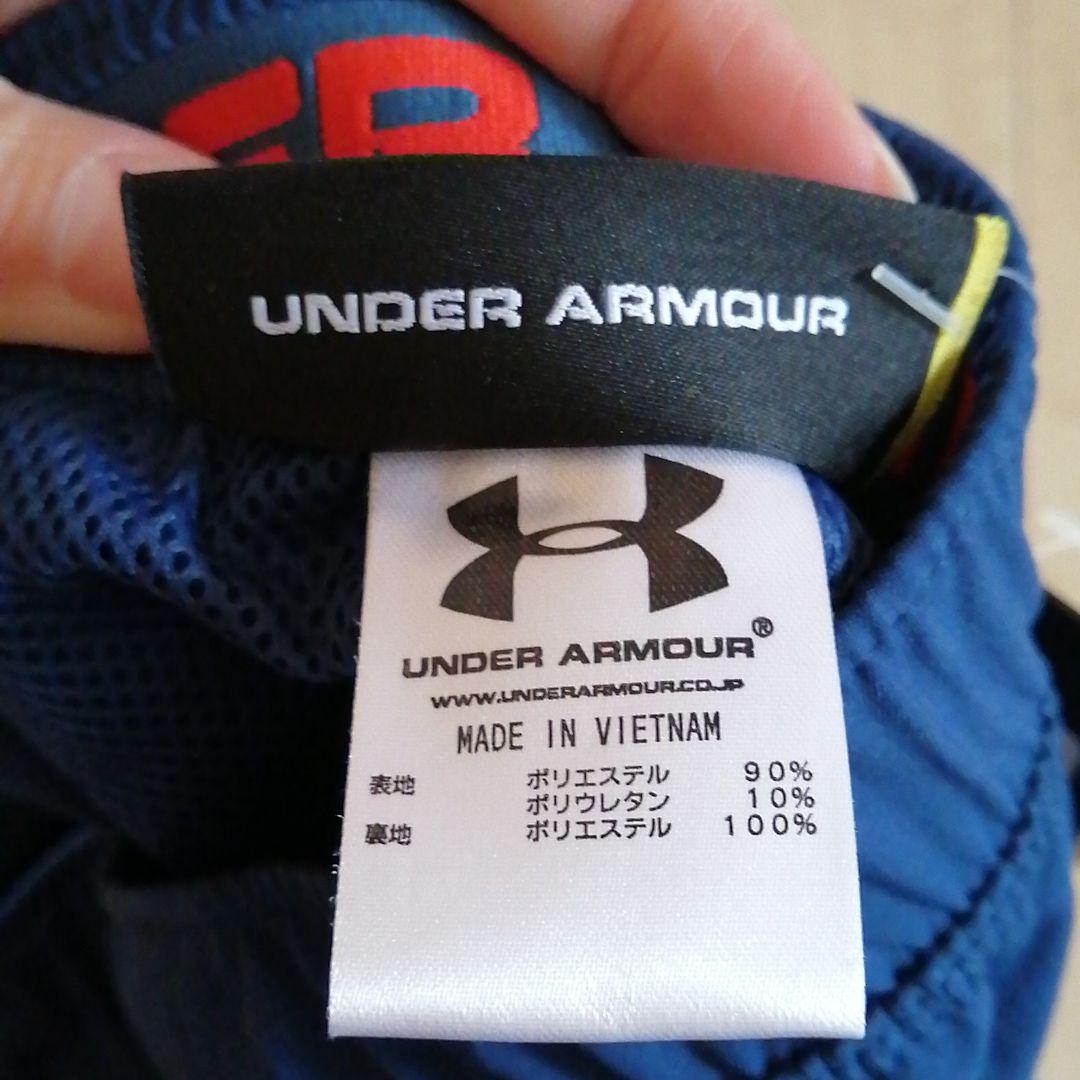 ER
UNDER ARMOUR
UNDER ARMOUR®
WWW.UNDERARMOUR.CO.JP
MADE IN VIETNAM
表地 ポリエステル 90%
ポリウレタン 10%
裏地 ポリエステル 100%